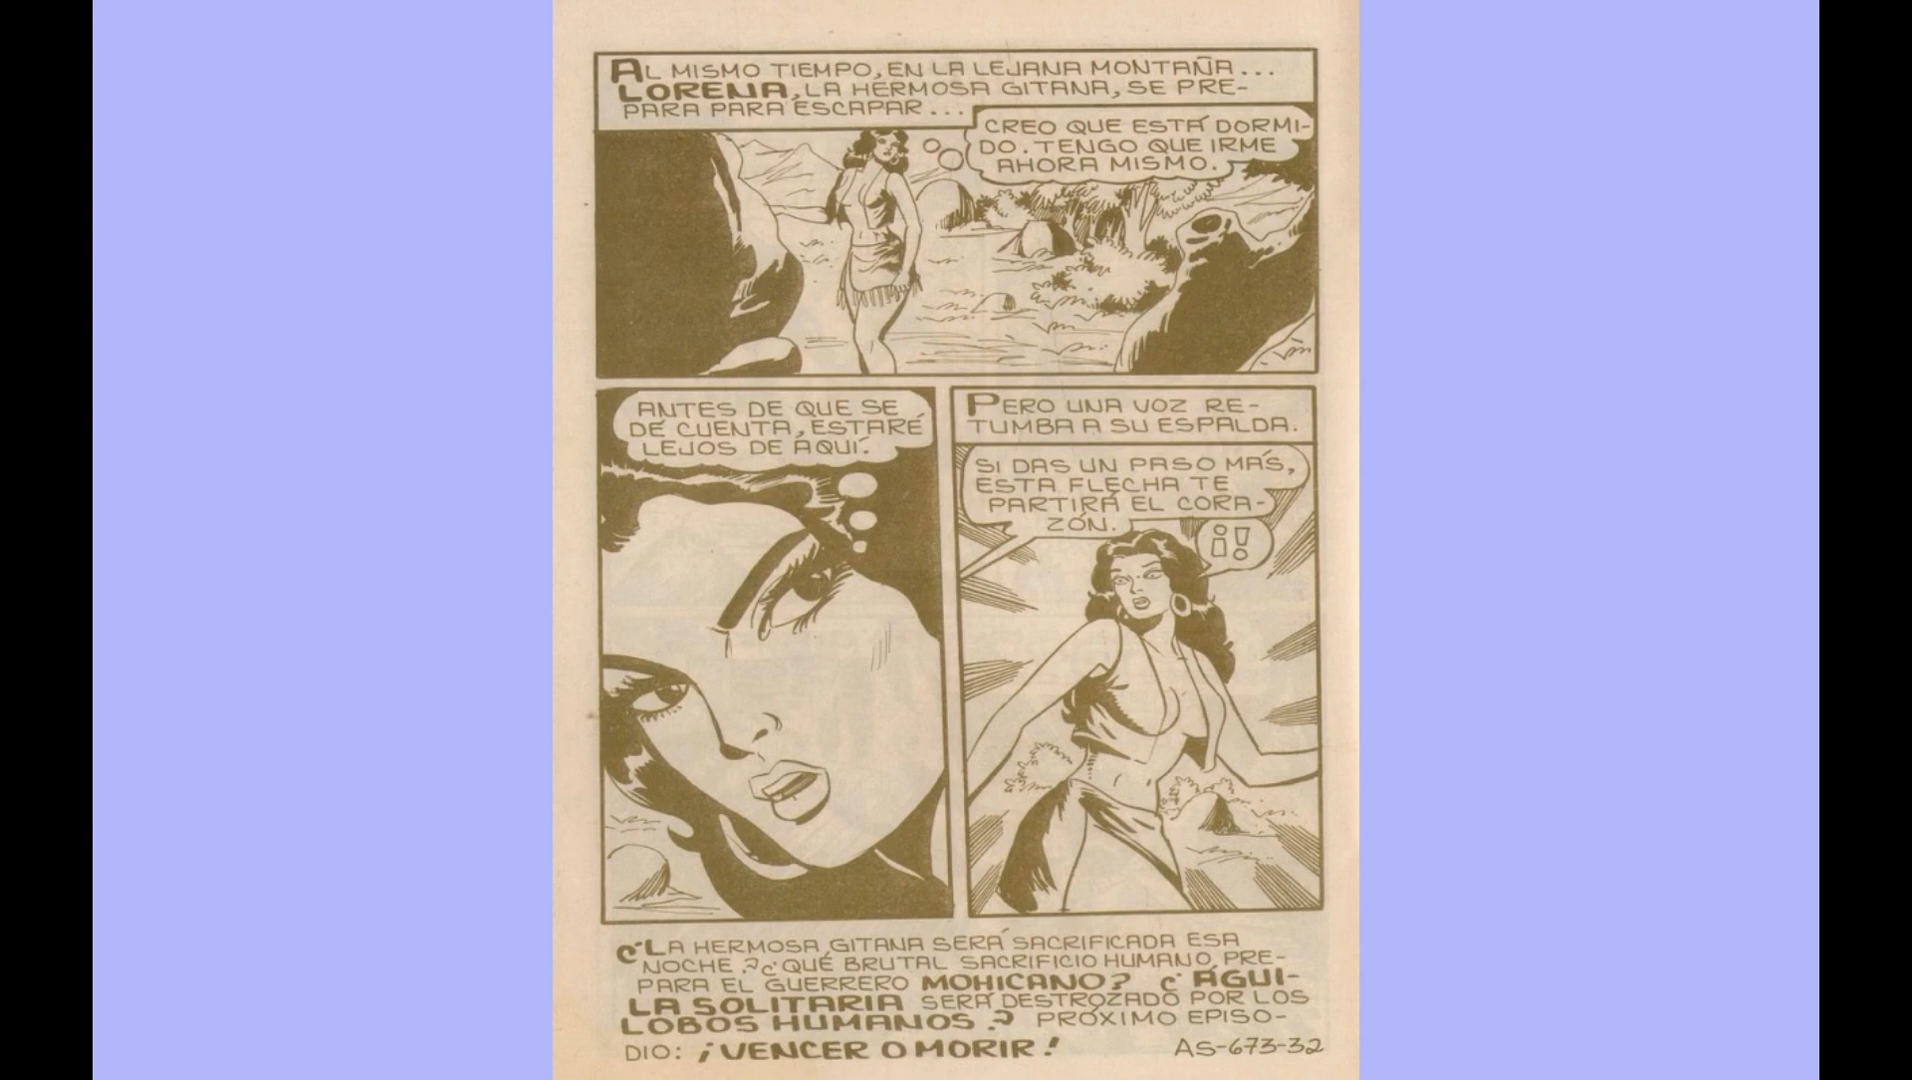 AL MISMO TIEMPO, EN LA LEJANA MONTAÑA...
LORENA, LA HERMOSA GITANA, SE PRE-
PARA PARA ESCAPAR...
CREO QUE ESTÁ DORMI-
DO. TENGO QUE IRME
AHORA MISMO.
ANTES DE QUE SE
DÉ CUENTA, ESTARÉ
LEJOS DE AQUÍ.
PERO UNA VOZ RE-
TUMBA A SU ESPALDA.
SI DAS UN PASO MÁS,
ESTA FLECHA TE
PARTIRÁ EL CORA-
ZÓN.
¡!
¿LA HERMOSA GITANA SERÁ SACRIFICADA ESA
NOCHE? ¿QUÉ BRUTAL SACRIFICIO HUMANO PRE-
PARA EL GUERRERO MOHICANO? ¿ÁGUI-
LA SOLITARIA SERÁ DESTROZADO POR LOS
LOBOS HUMANOS? PRÓXIMO EPISO-
DIO: ¡VENCER O MORIR!
AS-673-32